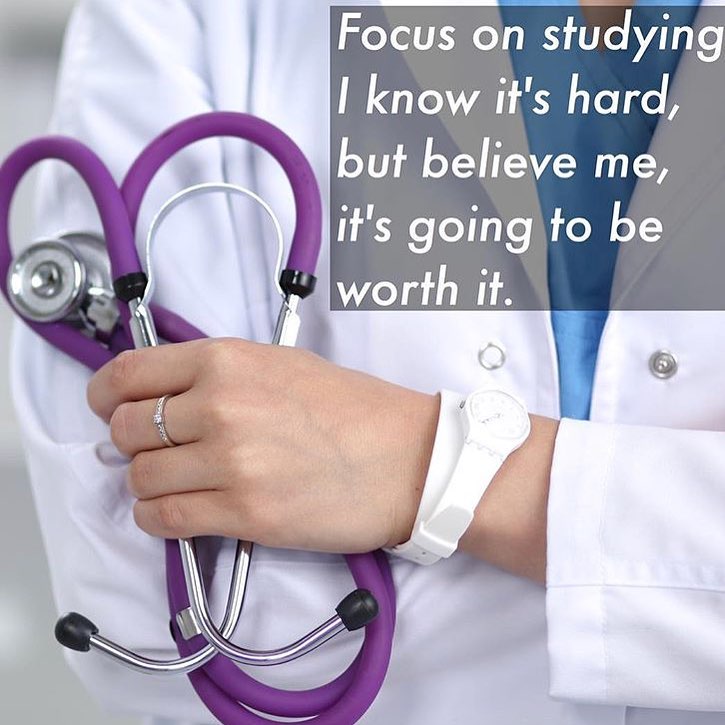 Focus on studying
I know it's hard,
but believe me,
it's going to be
worth it.